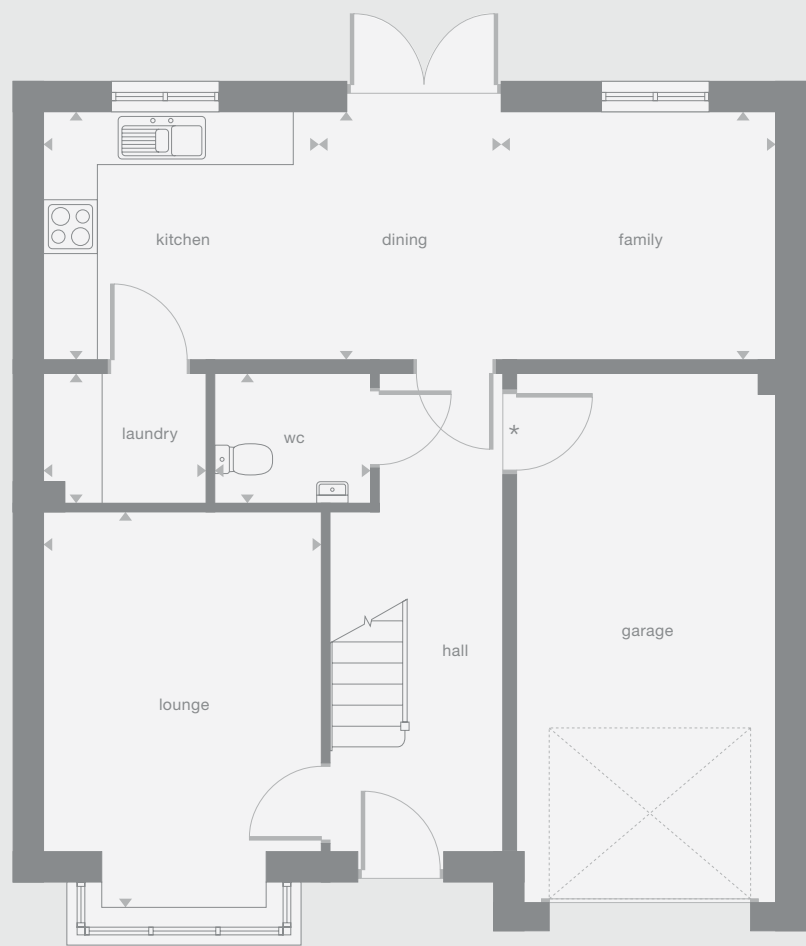 kitchen
dining
family
laundry
wc
*
garage
hall
lounge